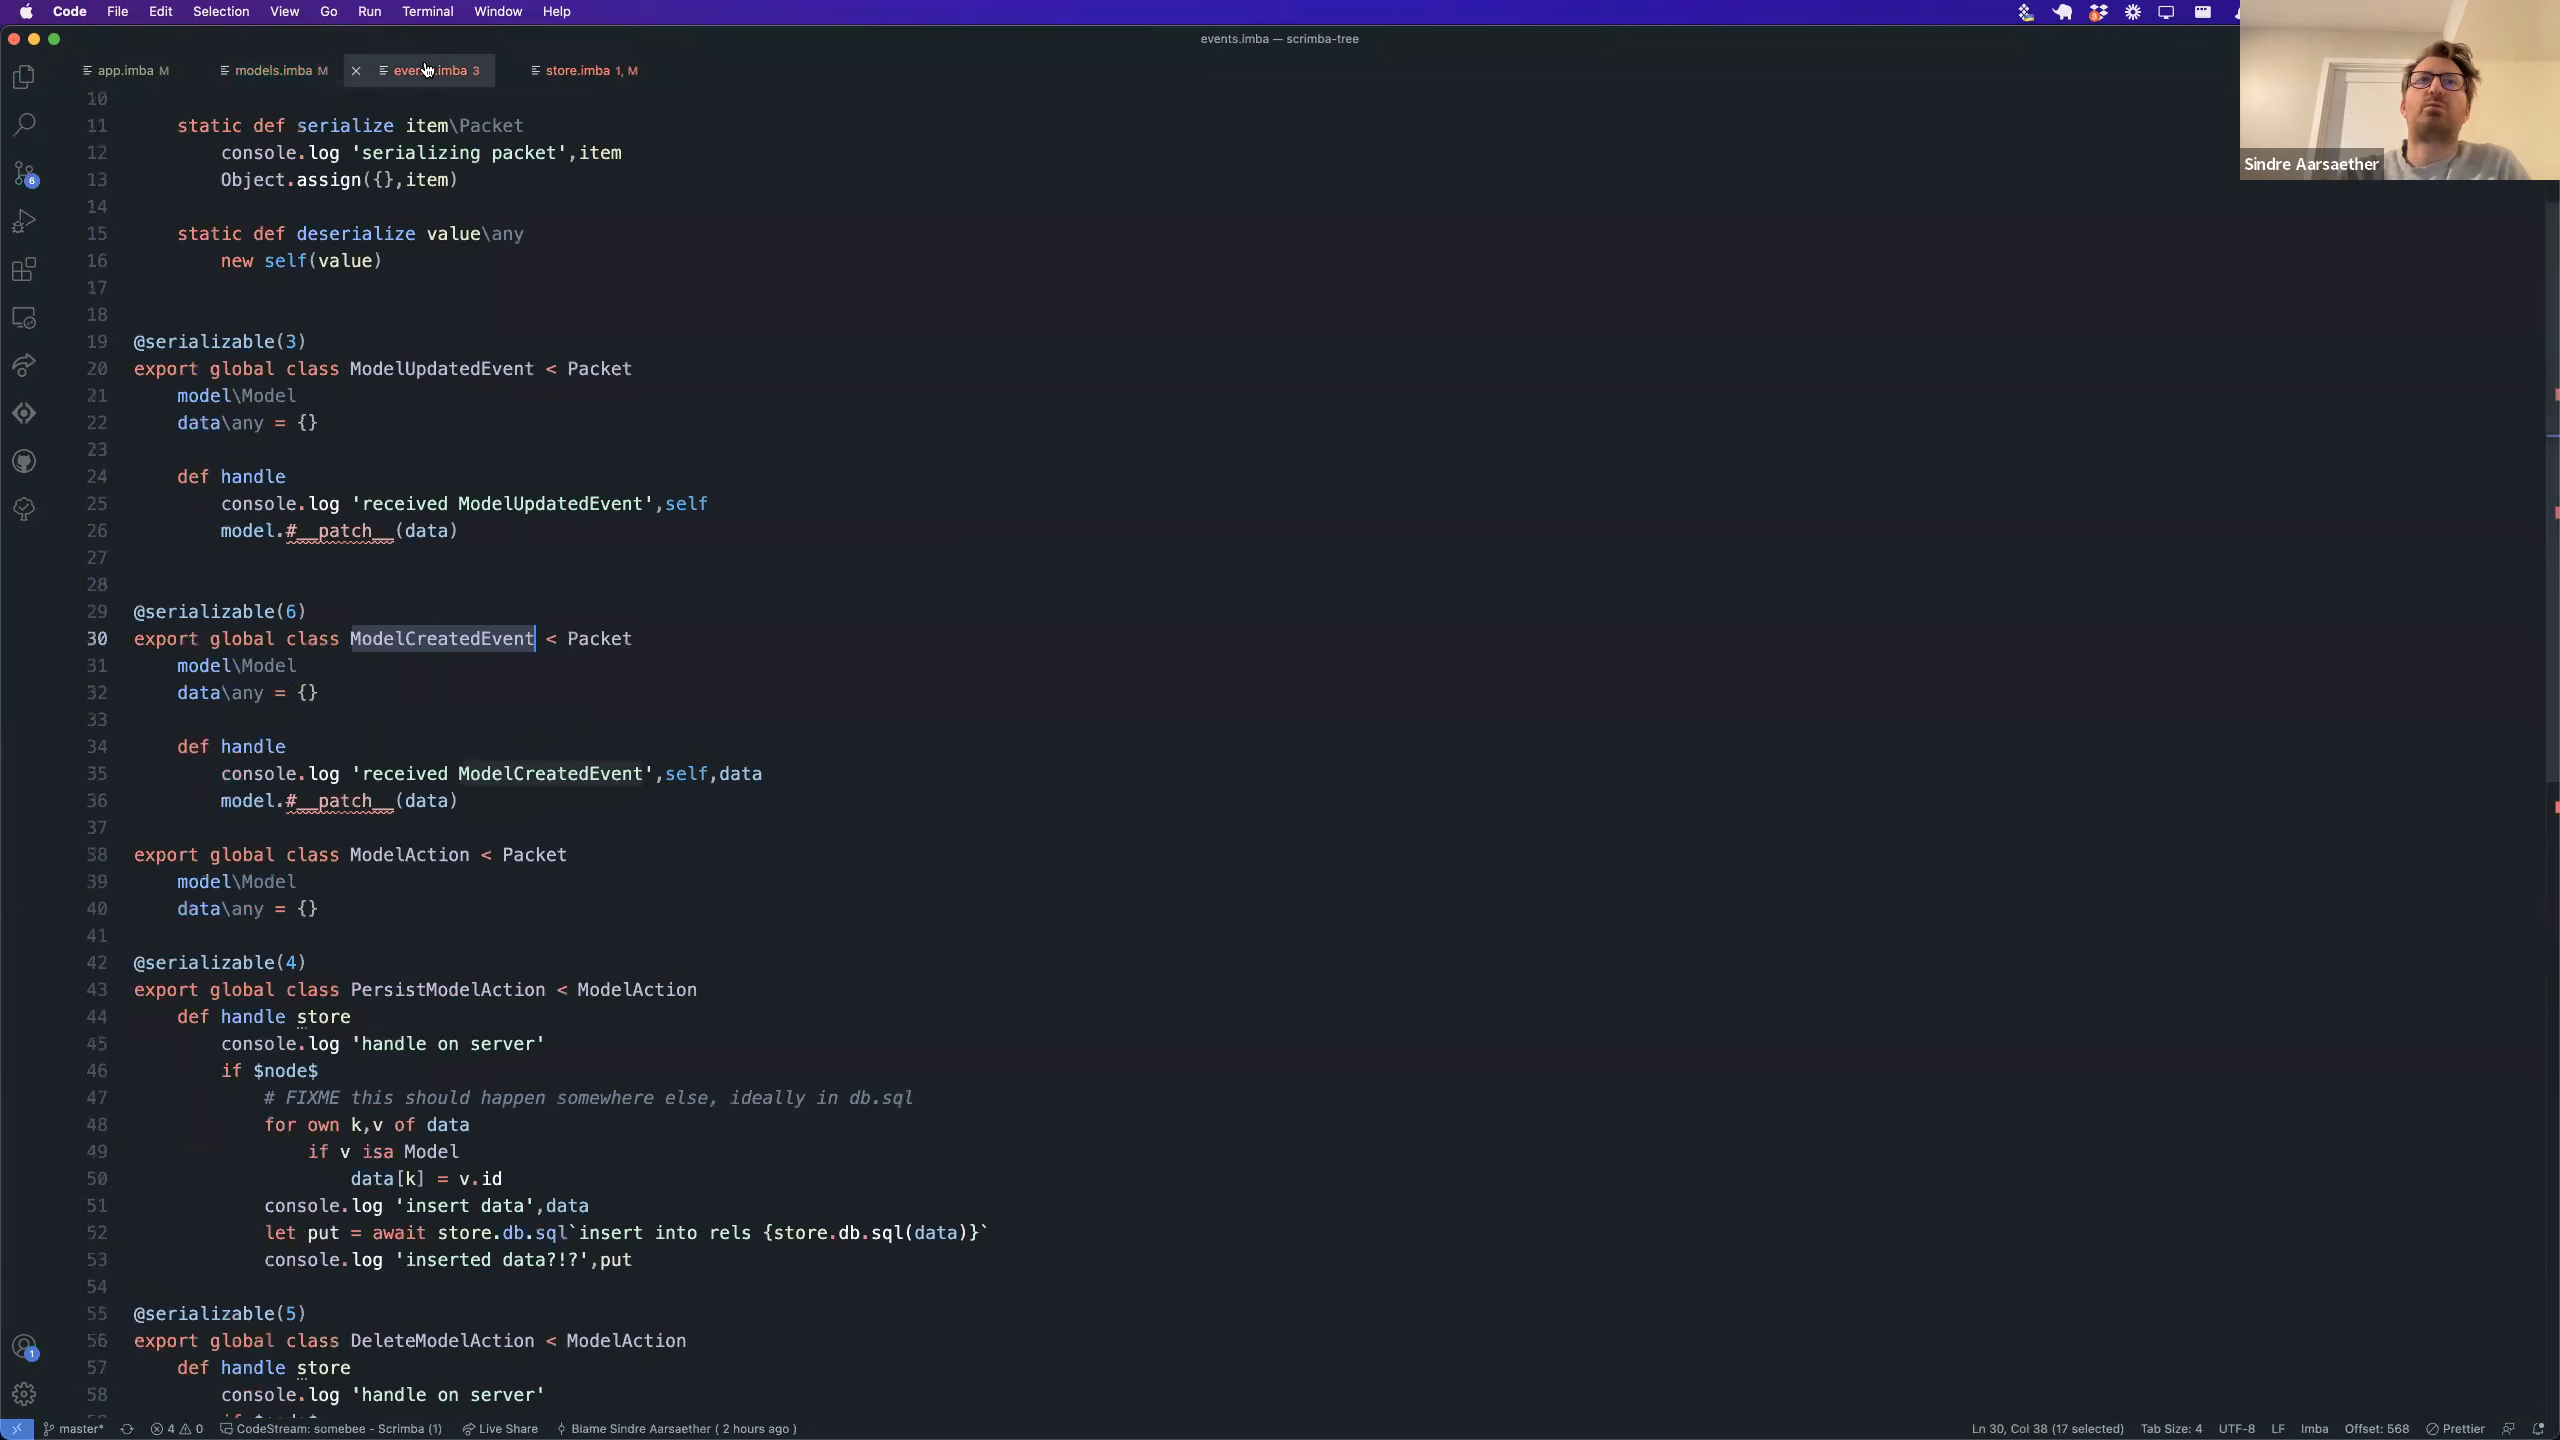 Code File Edit Selection View Go Run Terminal Window Help
3
events.imba — scrimba-tree
app.imba M models.imba M events.imba 3 store.imba 1, M
Sindre Aarsaether
10
11 static def serialize item\Packet
12 console.log 'serializing packet',item
13 Object.assign({},item)
14
15 static def deserialize value\any
16 new self(value)
17
18
19 @serializable(3)
20 export global class ModelUpdatedEvent < Packet
21 model\Model
22 data\any = {}
23
24 def handle
25 console.log 'received ModelUpdatedEvent',self
26 model.#__patch__(data)
27
28
29 @serializable(6)
30 export global class ModelCreatedEvent < Packet
31 model\Model
32 data\any = {}
33
34 def handle
35 console.log 'received ModelCreatedEvent',self,data
36 model.#__patch__(data)
37
38 export global class ModelAction < Packet
39 model\Model
40 data\any = {}
41
42 @serializable(4)
43 export global class PersistModelAction < ModelAction
44 def handle store
45 console.log 'handle on server'
46 if $node$
47 # FIXME this should happen somewhere else, ideally in db.sql
48 for own k,v of data
49 if v isa Model
50 data[k] = v.id
51 console.log 'insert data',data
52 let put = await store.db.sql`insert into rels {store.db.sql(data)}`
53 console.log 'inserted data?!?',put
54
55 @serializable(5)
56 export global class DeleteModelAction < ModelAction
57 def handle store
58 console.log 'handle on server'
6
1
master* 4 0 CodeStream: somebee - Scrimba (1) Live Share Blame Sindre Aarsaether ( 2 hours ago ) Ln 30, Col 38 (17 selected) Tab Size: 4 UTF-8 LF Imba Offset: 568 Prettier